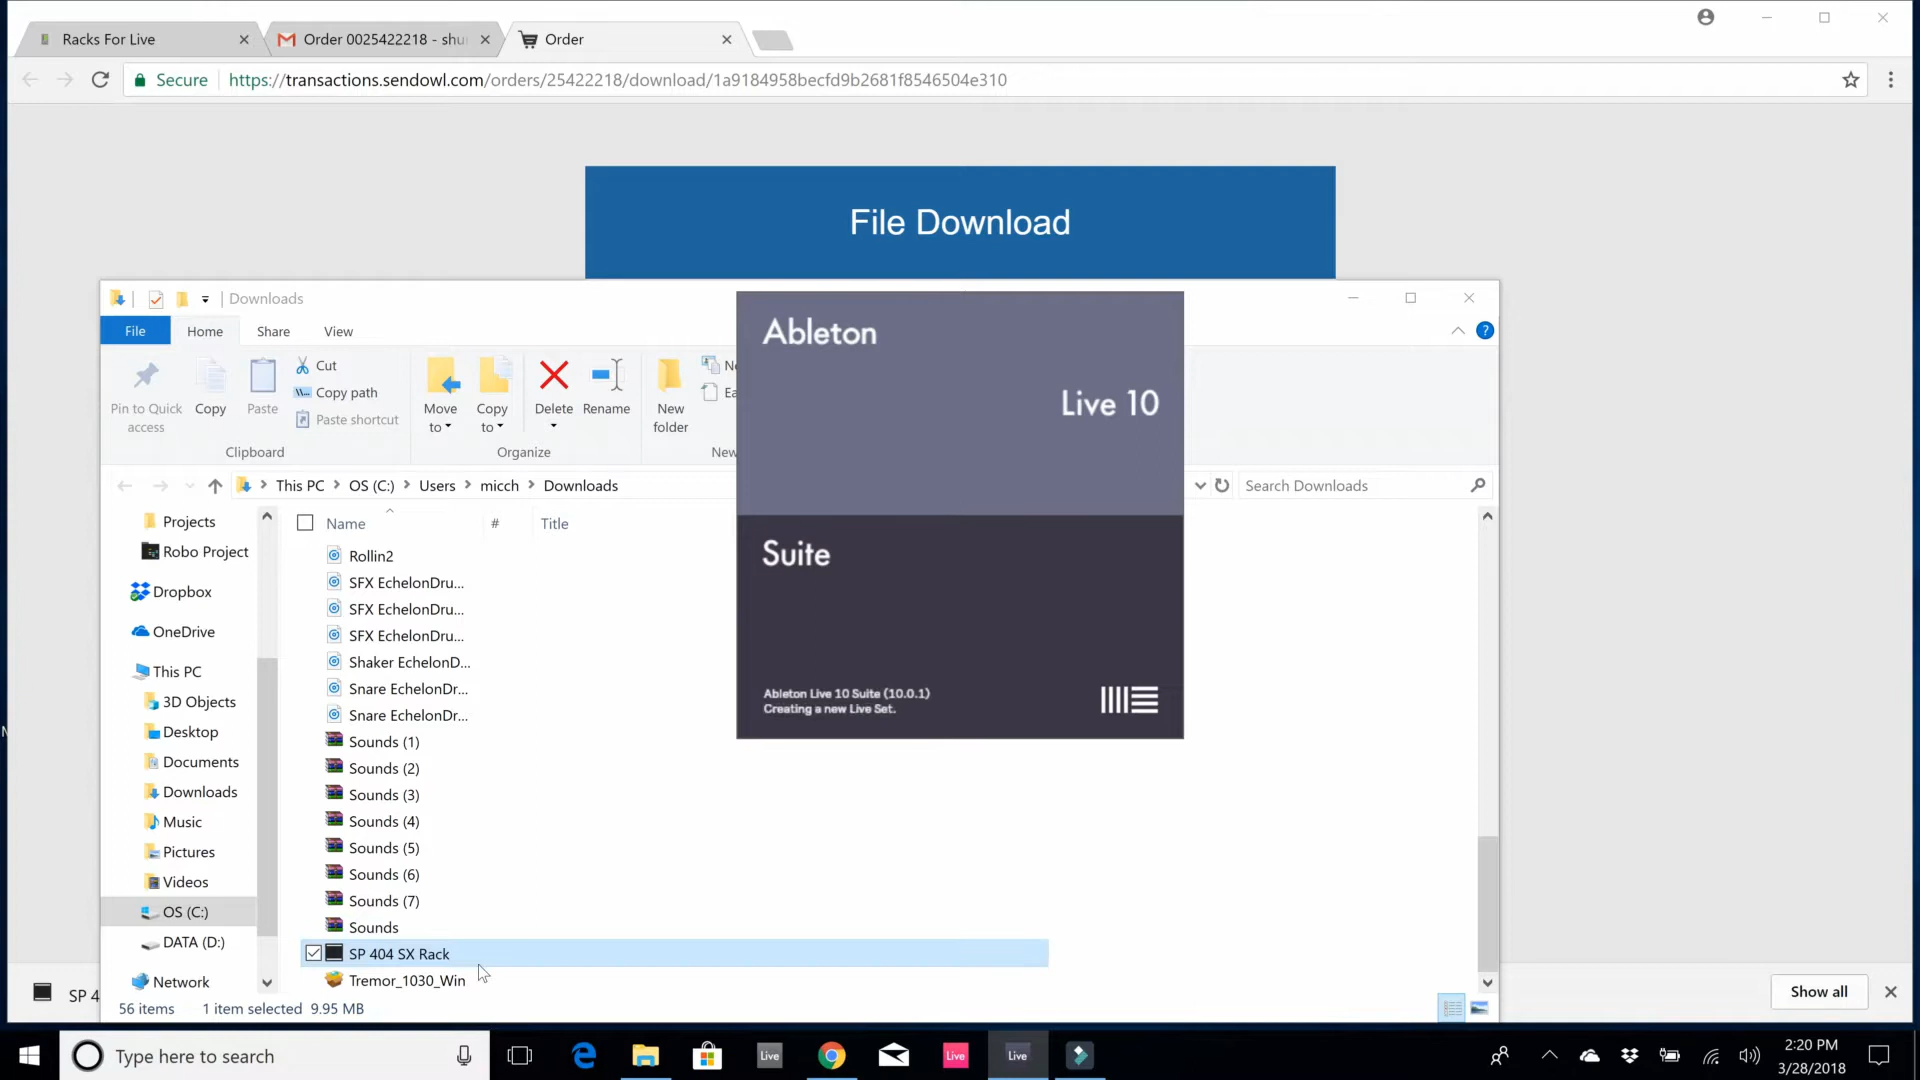 Racks For Live
Order 0025422218 - shu
Order
Secure
https://transactions.sendowl.com/orders/25422218/download/1a9184958becfd9b2681f8546504e310
File Download
Downloads
File
Home
Share
View
Pin to Quick access
Copy
Paste
Cut
Copy path
Paste shortcut
Clipboard
Move to
Copy to
Delete
Rename
Organize
New folder
Ea
New
This PC > OS (C:) > Users > micch > Downloads
Search Downloads
Projects
Robo Project
Dropbox
OneDrive
This PC
3D Objects
Desktop
Documents
Downloads
Music
Pictures
Videos
OS (C:)
DATA (D:)
Network
Name
#
Title
Rollin2
SFX EchelonDru...
SFX EchelonDru...
SFX EchelonDru...
Shaker EchelonD...
Snare EchelonDr...
Snare EchelonDr...
Sounds (1)
Sounds (2)
Sounds (3)
Sounds (4)
Sounds (5)
Sounds (6)
Sounds (7)
Sounds
SP 404 SX Rack
Tremor_1030_Win
Ableton
Live 10
Suite
Ableton Live 10 Suite (10.0.1)
Creating a new Live Set.
56 items
1 item selected 9.95 MB
SP 4
Show all
Type here to search
Live
Live
Live
2:20 PM
3/28/2018